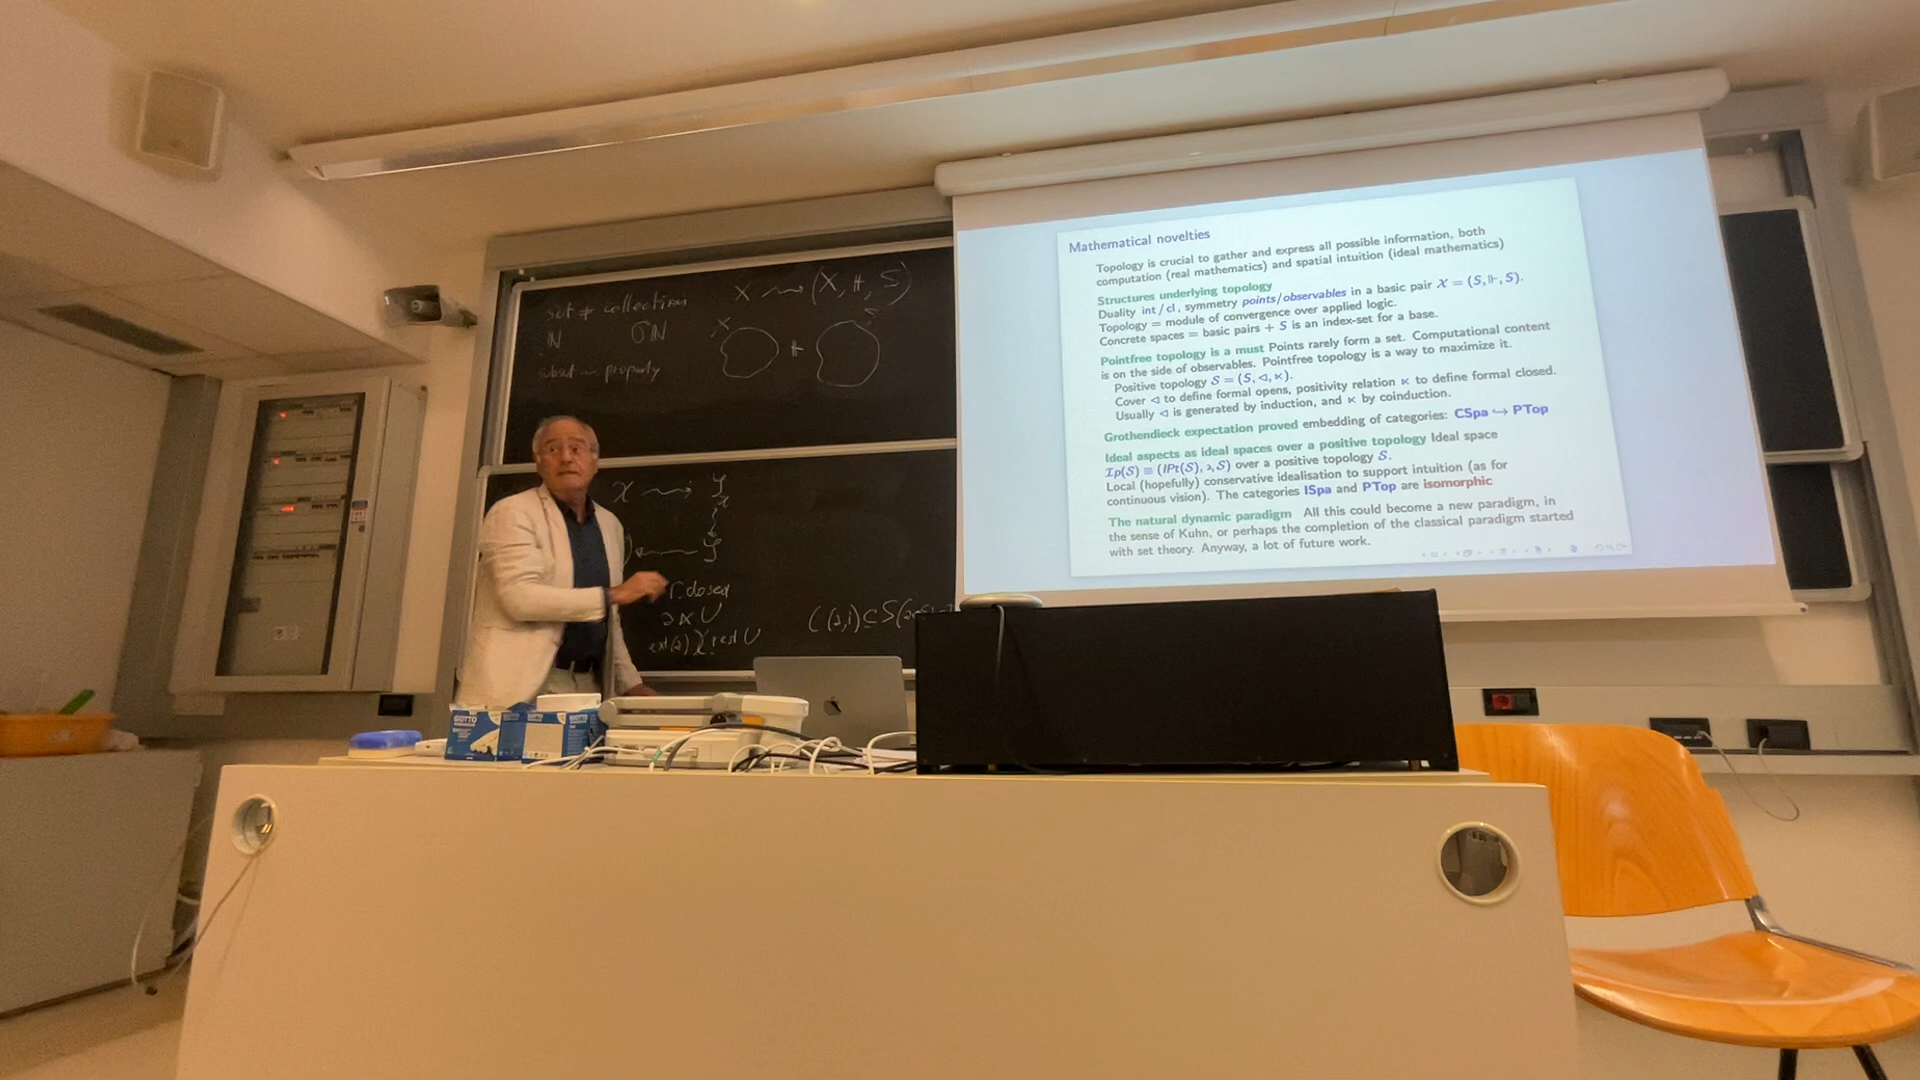 set ≠ collection
ℕ
subset ~ property
X ⇝ (X, ⊩, S)
X
⊩
closed
ext(a) ≬ rest U
GIOTTO
GIOTTO
Mathematical novelties
Topology is crucial to gather and express all possible information, both
computation (real mathematics) and spatial intuition (ideal mathematics)
Structures underlying topology
Duality int / cl, symmetry points/observables in a basic pair 𝒳 = (S, ⊩, S).
Topology = module of convergence over applied logic.
Concrete spaces = basic pairs + S is an index-set for a base.
Pointfree topology is a must Points rarely form a set. Computational content
is on the side of observables. Pointfree topology is a way to maximize it.
Positive topology 𝒮 = (S, ◁, ⋉).
Cover ◁ to define formal opens, positivity relation ⋉ to define formal closed.
Usually ◁ is generated by induction, and ⋉ by coinduction.
Grothendieck expectation proved embedding of categories: CSpa ↪ PTop
Ideal aspects as ideal spaces over a positive topology Ideal space
ℐp(𝒮) ≡ (IPt(𝒮), ϶, S) over a positive topology 𝒮.
Local (hopefully) conservative idealisation to support intuition (as for
continuous vision). The categories ISpa and PTop are isomorphic
The natural dynamic paradigm All this could become a new paradigm, in
the sense of Kuhn, or perhaps the completion of the classical paradigm started
with set theory. Anyway, a lot of future work.